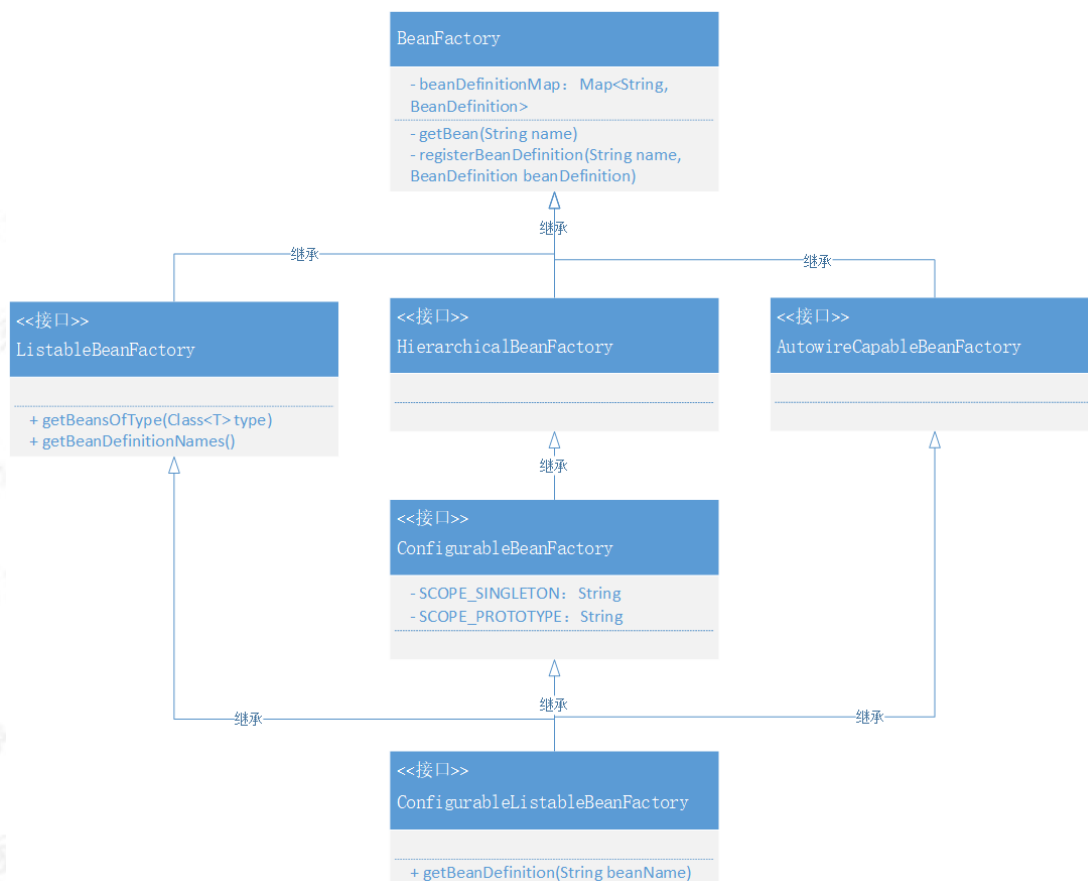 BeanFactory
- beanDefinitionMap：Map<String,
BeanDefinition>
- getBean(String name)
- registerBeanDefinition(String name,
BeanDefinition beanDefinition)
继承
继承
继承
<<接口>>
ListableBeanFactory
+ getBeansOfType(Class<T> type)
+ getBeanDefinitionNames()
<<接口>>
HierarchicalBeanFactory
<<接口>>
AutowireCapableBeanFactory
继承
<<接口>>
ConfigurableBeanFactory
- SCOPE_SINGLETON：String
- SCOPE_PROTOTYPE：String
继承
继承
继承
<<接口>>
ConfigurableListableBeanFactory
+ getBeanDefinition(String beanName)